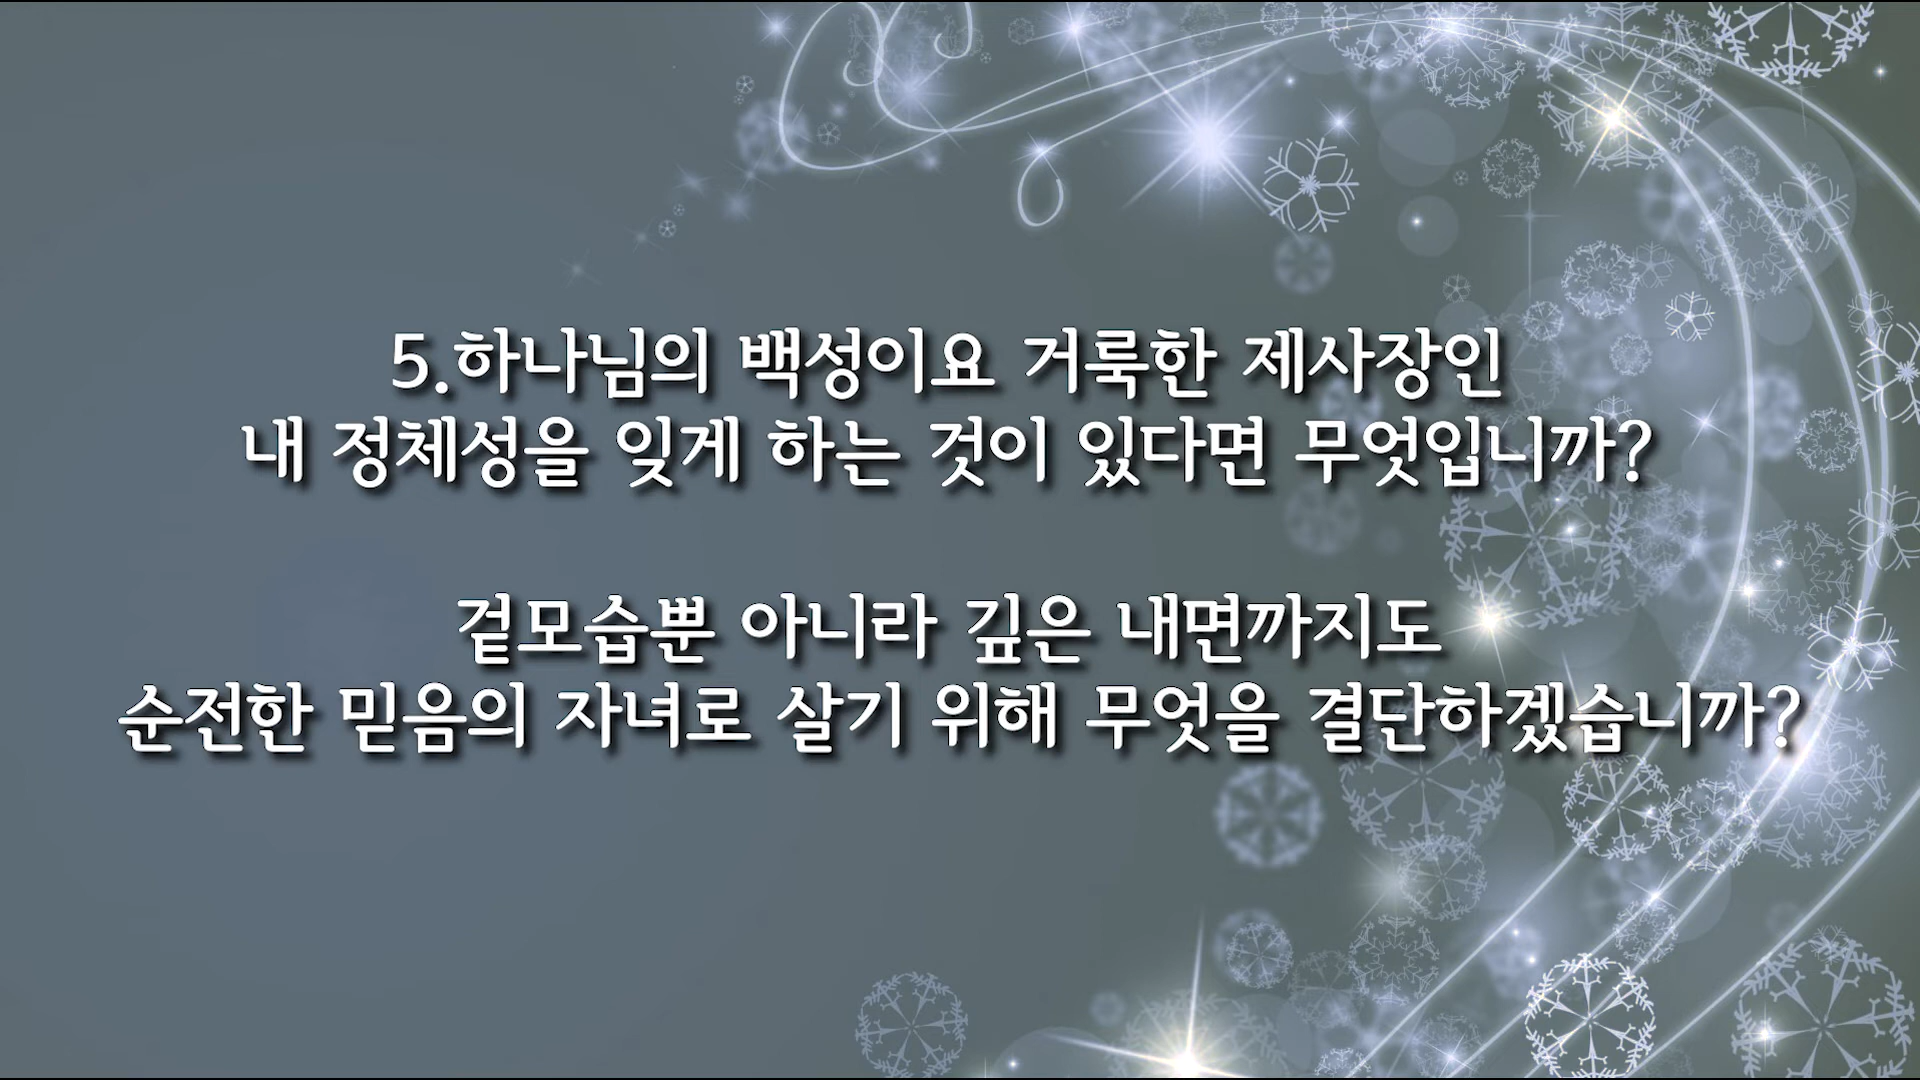 5.하나님의 백성이요 거룩한 제사장인
내 정체성을 잊게 하는 것이 있다면 무엇입니까?
겉모습뿐 아니라 깊은 내면까지도
순전한 믿음의 자녀로 살기 위해 무엇을 결단하겠습니까?